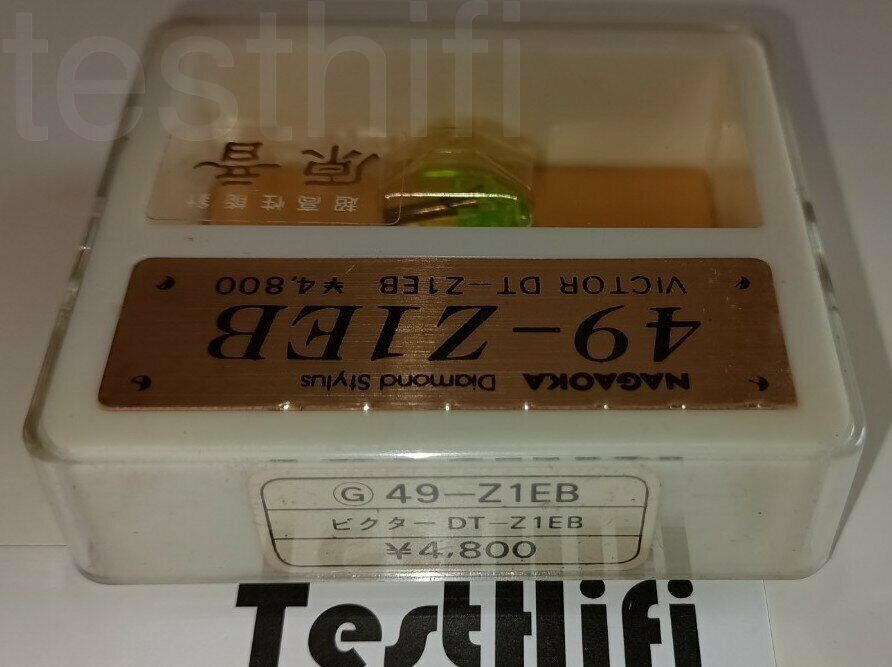 testhifi
原音
超高性能針
NAGAOKA Diamond Stylus
49-Z1EB
VICTOR DT-Z1EB ¥4,800
Ⓖ 49-Z1EB
ビクター DT-Z1EB
¥4,800
TestHifi